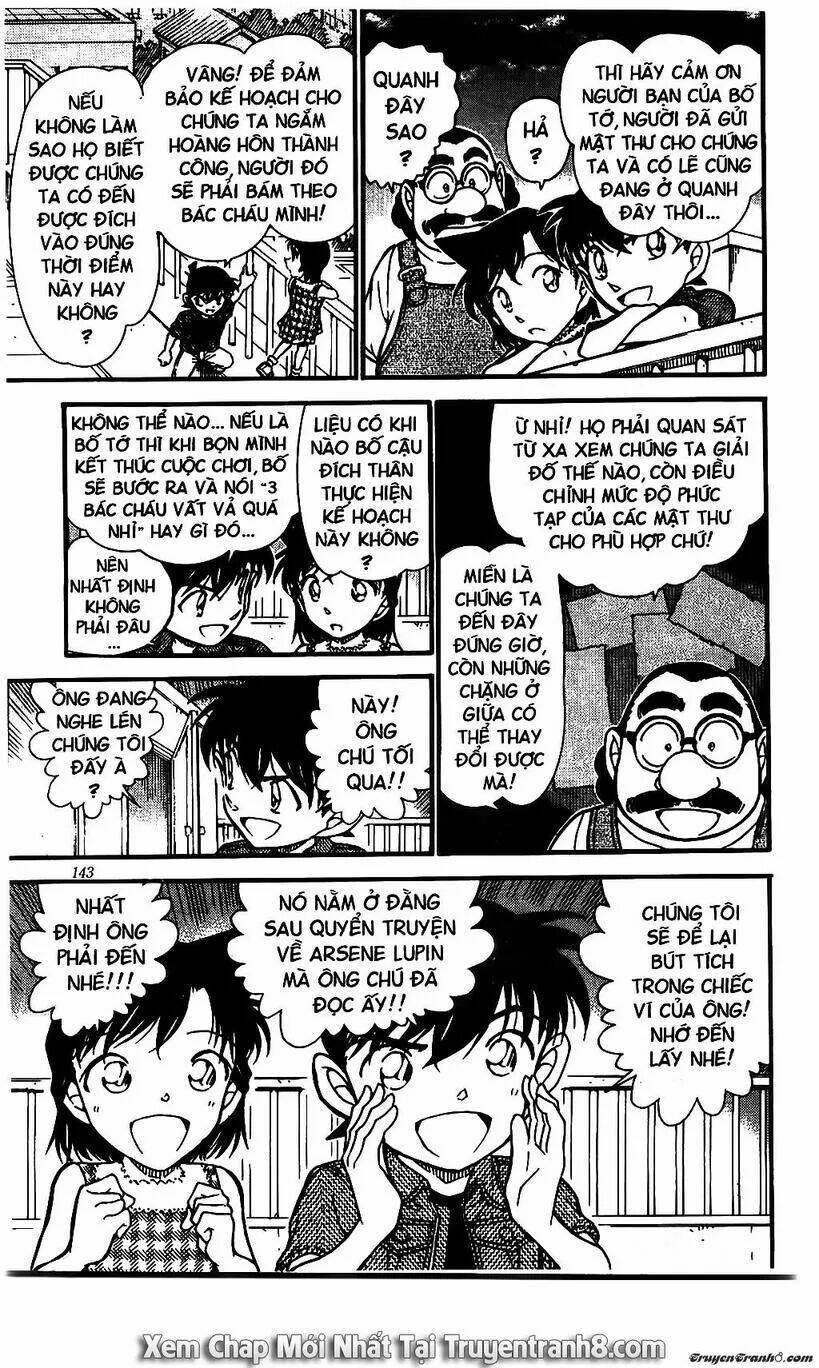 THÌ HÃY CẢM ƠN
NGƯỜI BẠN CỦA BỐ
TỚ, NGƯỜI ĐÃ GỬI
MẬT THƯ CHO CHÚNG
TA VÀ CÓ LẼ CŨNG
ĐANG Ở QUANH
ĐÂY THÔI...
HẢ
?
QUANH
ĐÂY SAO
?
VÂNG! ĐỂ ĐẢM
BẢO KẾ HOẠCH CHO
CHÚNG TA NGẮM
HOÀNG HÔN THÀNH
CÔNG, NGƯỜI ĐÓ
SẼ PHẢI BÁM THEO
BÁC CHÁU MÌNH!
NẾU
KHÔNG LÀM
SAO HỌ BIẾT
ĐƯỢC CHÚNG
TA CÓ ĐẾN
ĐƯỢC ĐÍCH
VÀO ĐÚNG
THỜI ĐIỂM
NÀY HAY
KHÔNG
?
Ừ NHỈ! HỌ PHẢI QUAN SÁT
TỪ XA XEM CHÚNG TA GIẢI
ĐỐ THẾ NÀO, CÒN ĐIỀU
CHỈNH MỨC ĐỘ PHỨC
TẠP CỦA CÁC MẬT THƯ
CHO PHÙ HỢP CHỨ!
MIỄN LÀ
CHÚNG TA
ĐẾN ĐÂY
ĐÚNG GIỜ,
CÒN NHỮNG
CHẶNG Ở
GIỮA CÓ
THỂ THAY
ĐỔI ĐƯỢC
MÀ!
LIỆU CÓ KHI
NÀO BỐ CẬU
ĐÍCH THÂN
THỰC HIỆN
KẾ HOẠCH
NÀY KHÔNG
?
KHÔNG THỂ NÀO... NẾU LÀ
BỐ TỚ THÌ KHI BỌN MÌNH
KẾT THÚC CUỘC CHƠI, BỐ
SẼ BƯỚC RA VÀ NÓI "3
BÁC CHÁU VẤT VẢ QUÁ
NHỈ" HAY GÌ ĐÓ...
NÊN
NHẤT ĐỊNH
KHÔNG
PHẢI ĐÂU
...
NÀY!
ÔNG
CHÚ TỐI
QUA!!
ÔNG ĐANG
NGHE LÉN
CHÚNG TÔI
ĐẤY À
?
143
CHÚNG TÔI
SẼ ĐỂ LẠI
BÚT TÍCH
TRONG CHIẾC
VÍ CỦA ÔNG!
NHỚ ĐẾN
LẤY NHÉ!
NÓ NẰM Ở ĐẰNG
SAU QUYỂN TRUYỆN
VỀ ARSENE LUPIN
MÀ ÔNG CHÚ ĐÃ
ĐỌC ẤY!!
NHẤT
ĐỊNH ÔNG
PHẢI ĐẾN
NHÉ!!!
Xem Chap Mới Nhất Tại Truyentranh8.com
TruyenTranh8.com